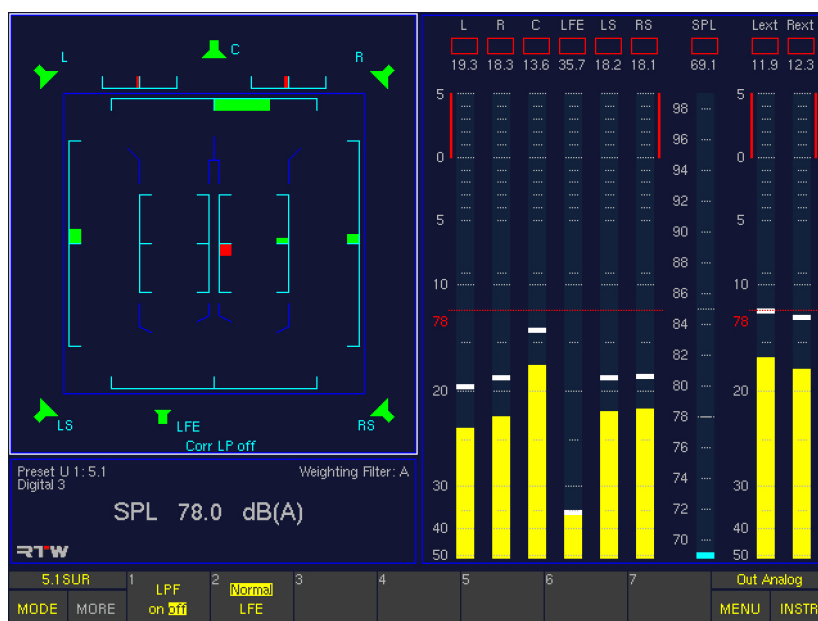 L R C LFE LS RS SPL Lext Rext
19.3 18.3 13.6 35.7 18.2 18.1 69.1 11.9 12.3
C
L R
5 98 5
96
0 94 0
92
5 90 5
88
10 86 10
78 84 78
82
20 80 20
78
76
30 74 30
72
40 70 40
50 50
LS LFE RS
Corr LP off
Preset U 1: 5.1 Weighting Filter: A
Digital 3
SPL 78.0 dB(A)
RTW
5.1SUR 1 LPF 2 Normal 3 4 5 6 7 Out Analog
MODE MORE on off LFE MENU INSTR